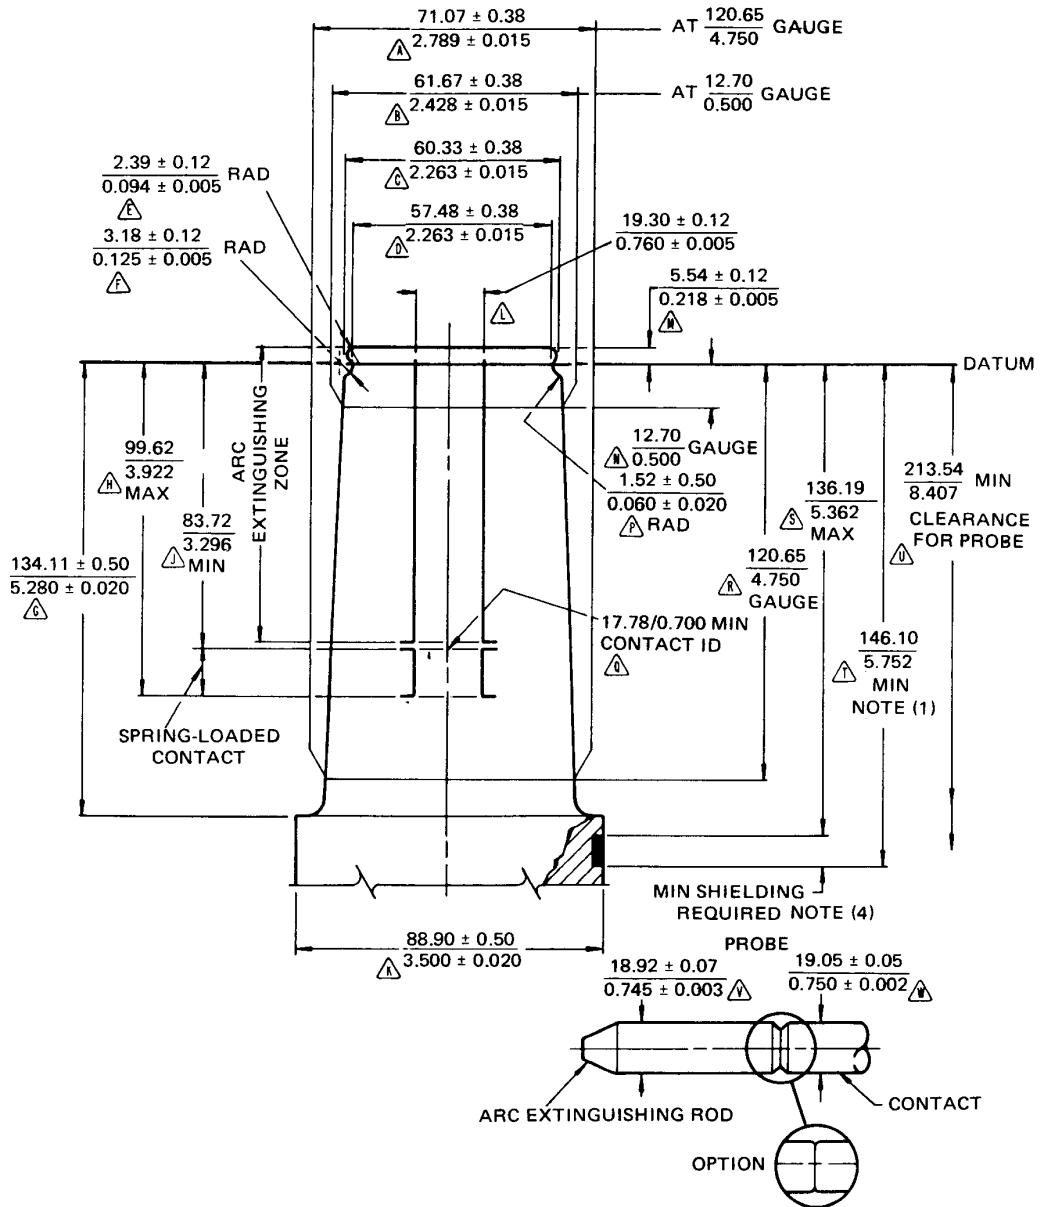 71.07 ± 0.38
A 2.789 ± 0.015
AT 120.65 GAUGE
4.750
61.67 ± 0.38
B 2.428 ± 0.015
AT 12.70 GAUGE
0.500
60.33 ± 0.38
C 2.263 ± 0.015
2.39 ± 0.12 RAD
0.094 ± 0.005
E
57.48 ± 0.38
D 2.263 ± 0.015
19.30 ± 0.12
0.760 ± 0.005
L
3.18 ± 0.12 RAD
0.125 ± 0.005
F
5.54 ± 0.12
0.218 ± 0.005
M
DATUM
ARC
EXTINGUISHING
ZONE
99.62
H 3.922
MAX
83.72
J 3.296
MIN
134.11 ± 0.50
5.280 ± 0.020
G
N 12.70 GAUGE
0.500
1.52 ± 0.50
0.060 ± 0.020
P RAD
136.19
S 5.362
MAX
213.54 MIN
8.407
CLEARANCE
FOR PROBE
U
120.65
R 4.750
GAUGE
17.78/0.700 MIN
CONTACT ID
Q
146.10
T 5.752
MIN
NOTE (1)
SPRING-LOADED
CONTACT
MIN SHIELDING
REQUIRED NOTE (4)
88.90 ± 0.50
K 3.500 ± 0.020
PROBE
18.92 ± 0.07
0.745 ± 0.003 V
19.05 ± 0.05
0.750 ± 0.002 W
ARC EXTINGUISHING ROD
CONTACT
OPTION